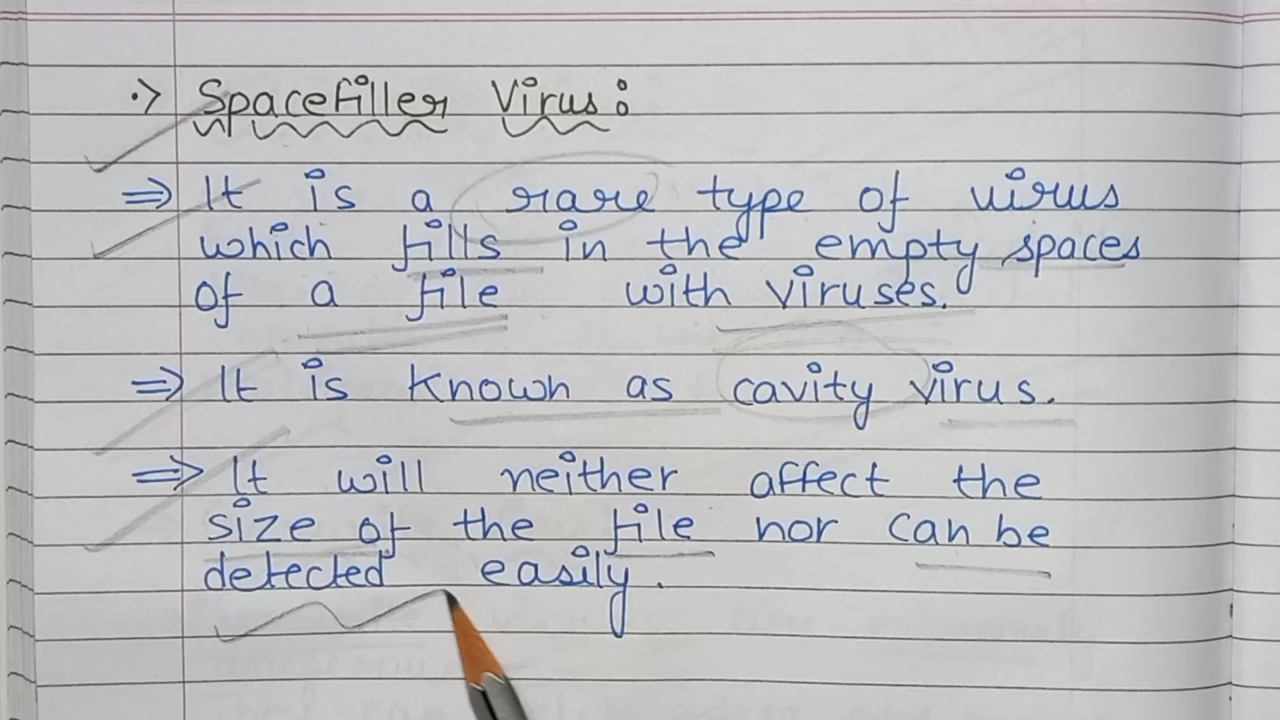 ·> Spacefiller Virus:
⇒ It is a rare type of virus
which fills in the empty spaces
of a file with viruses.
⇒ It is known as cavity virus.
⇒ It will neither affect the
size of the file nor can be
detected easily.